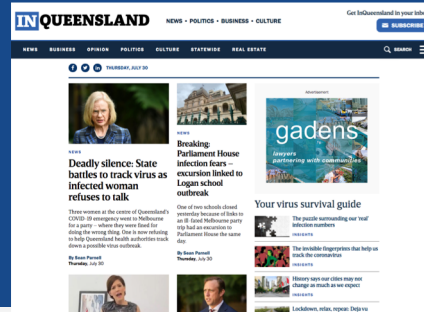 INQUEENSLAND
NEWS • POLITICS • BUSINESS • CULTURE
Get InQueensland in your inbo
SUBSCRIBE
NEWS BUSINESS OPINION POLITICS CULTURE STATEWIDE REAL ESTATE
SEARCH
THURSDAY, JULY 30
NEWS
Deadly silence: State
battles to track virus as
infected woman
refuses to talk
Three women at the centre of Queensland's
COVID-19 emergency went to Melbourne
for a party – where they were fined for
doing the wrong thing. One is now refusing
to help Queensland health authorities track
down a possible virus outbreak.
By Sean Parnell
Thursday, July 30
NEWS
Breaking:
Parliament House
infection fears –
excursion linked to
Logan school
outbreak
One of two schools closed
yesterday because of links to
an ill-fated Melbourne party
trip had an excursion to
Parliament House the same
day.
By Sean Parnell
Thursday, July 30
Advertisement
gadens
lawyers
partnering with communities
Your virus survival guide
The puzzle surrounding our 'real'
infection numbers
INSIGHTS
The invisible fingerprints that help us
track the coronavirus
INSIGHTS
History says our cities may not
change as much as we expect
INSIGHTS
Lockdown, relax, repeat: Deja vu